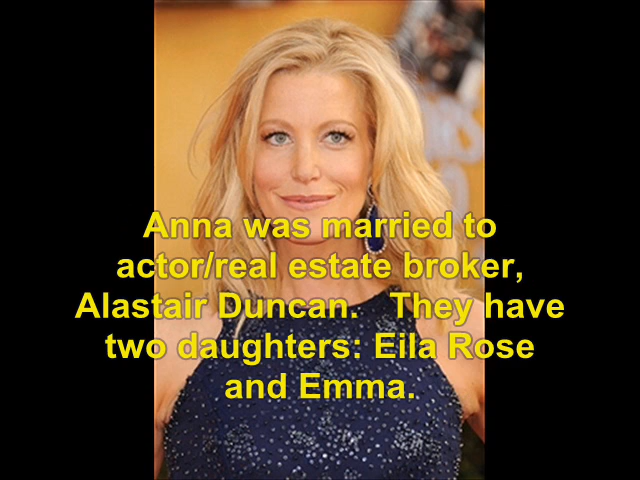 Anna was married to
actor/real estate broker,
Alastair Duncan.   They have
two daughters: Eila Rose
and Emma.